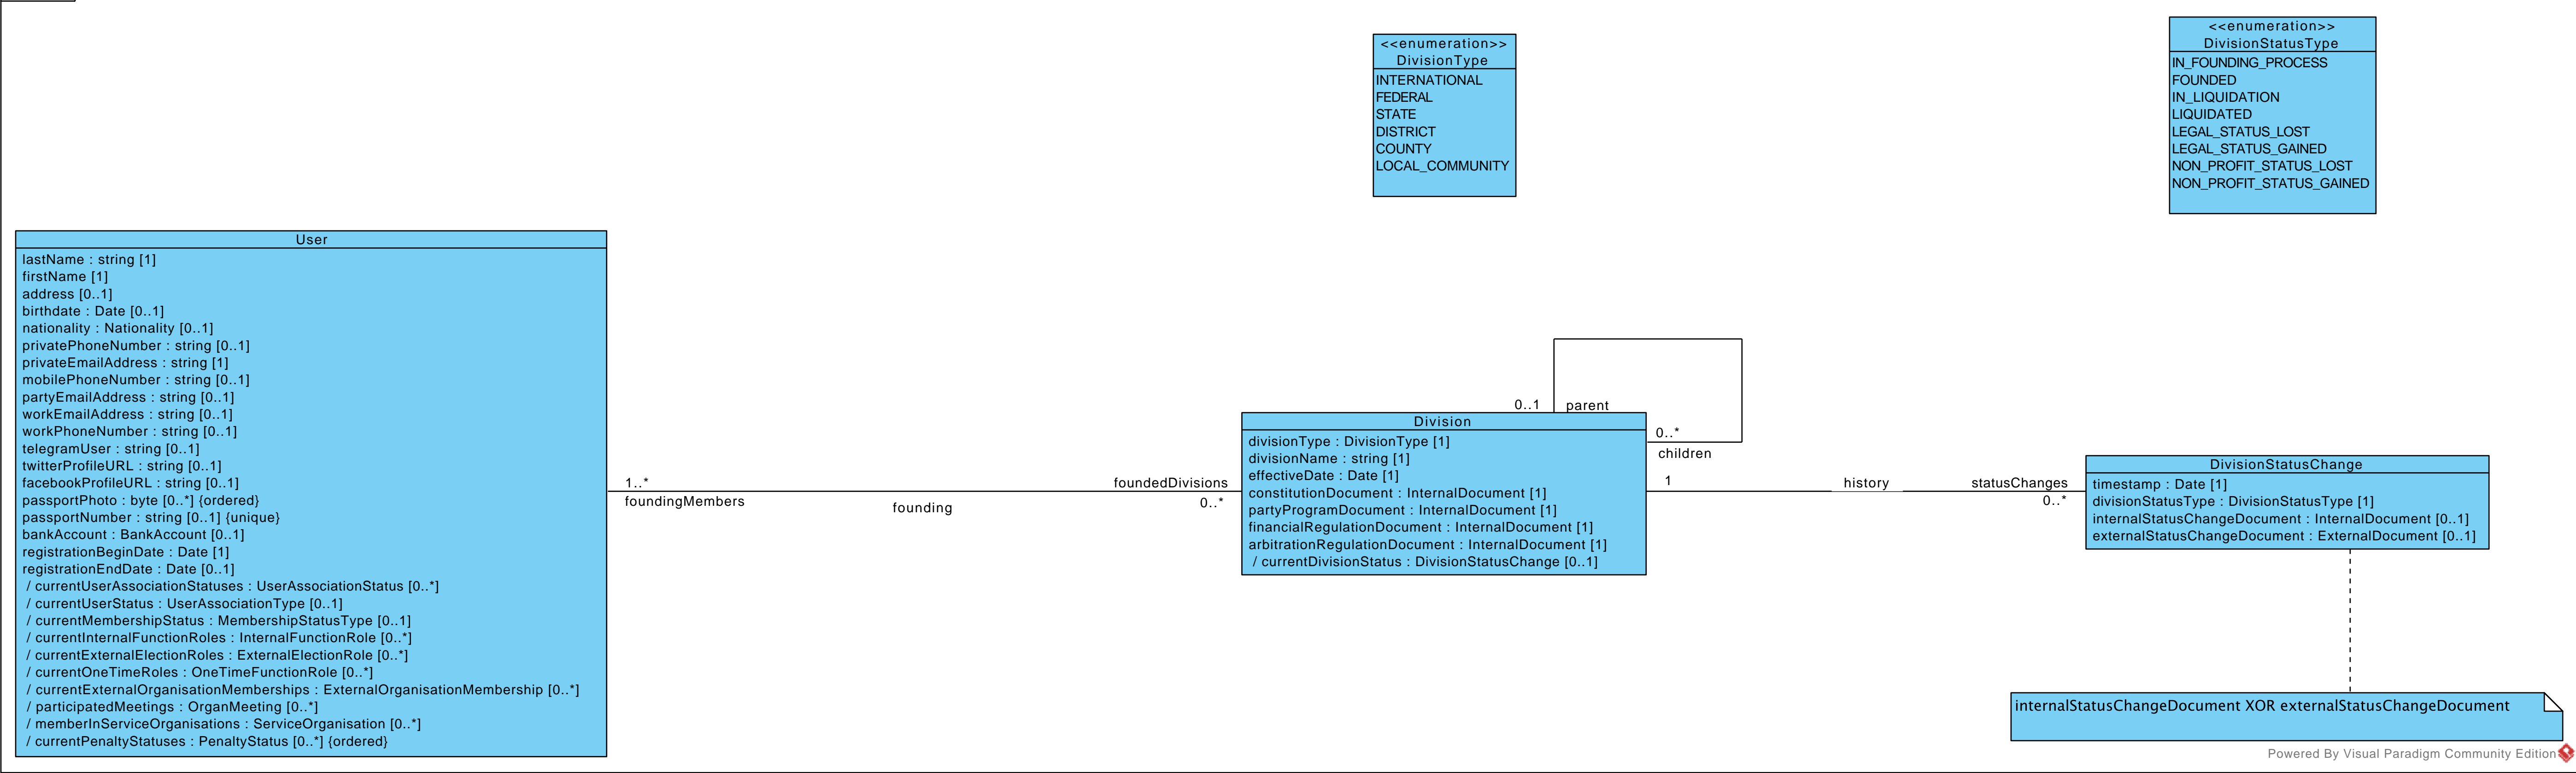 <<enumeration>>
DivisionType
INTERNATIONAL
FEDERAL
STATE
DISTRICT
COUNTY
LOCAL_COMMUNITY
<<enumeration>>
DivisionStatusType
IN_FOUNDING_PROCESS
FOUNDED
IN_LIQUIDATION
LIQUIDATED
LEGAL_STATUS_LOST
LEGAL_STATUS_GAINED
NON_PROFIT_STATUS_LOST
NON_PROFIT_STATUS_GAINED
User
lastName : string [1]
firstName [1]
address [0..1]
birthdate : Date [0..1]
nationality : Nationality [0..1]
privatePhoneNumber : string [0..1]
privateEmailAddress : string [1]
mobilePhoneNumber : string [0..1]
partyEmailAddress : string [0..1]
workEmailAddress : string [0..1]
workPhoneNumber : string [0..1]
telegramUser : string [0..1]
twitterProfileURL : string [0..1]
facebookProfileURL : string [0..1]
passportPhoto : byte [0..*] {ordered}
passportNumber : string [0..1] {unique}
bankAccount : BankAccount [0..1]
registrationBeginDate : Date [1]
registrationEndDate : Date [0..1]
/ currentUserAssociationStatuses : UserAssociationStatus [0..*]
/ currentUserStatus : UserAssociationType [0..1]
/ currentMembershipStatus : MembershipStatusType [0..1]
/ currentInternalFunctionRoles : InternalFunctionRole [0..*]
/ currentExternalElectionRoles : ExternalElectionRole [0..*]
/ currentOneTimeRoles : OneTimeFunctionRole [0..*]
/ currentExternalOrganisationMemberships : ExternalOrganisationMembership [0..*]
/ participatedMeetings : OrganMeeting [0..*]
/ memberInServiceOrganisations : ServiceOrganisation [0..*]
/ currentPenaltyStatuses : PenaltyStatus [0..*] {ordered}
1..*
foundingMembers
founding
foundedDivisions
0..*
0..1
parent
0..*
children
Division
divisionType : DivisionType [1]
divisionName : string [1]
effectiveDate : Date [1]
constitutionDocument : InternalDocument [1]
partyProgramDocument : InternalDocument [1]
financialRegulationDocument : InternalDocument [1]
arbitrationRegulationDocument : InternalDocument [1]
/ currentDivisionStatus : DivisionStatusChange [0..1]
1
history
statusChanges
0..*
DivisionStatusChange
timestamp : Date [1]
divisionStatusType : DivisionStatusType [1]
internalStatusChangeDocument : InternalDocument [0..1]
externalStatusChangeDocument : ExternalDocument [0..1]
internalStatusChangeDocument XOR externalStatusChangeDocument
Powered By Visual Paradigm Community Edition